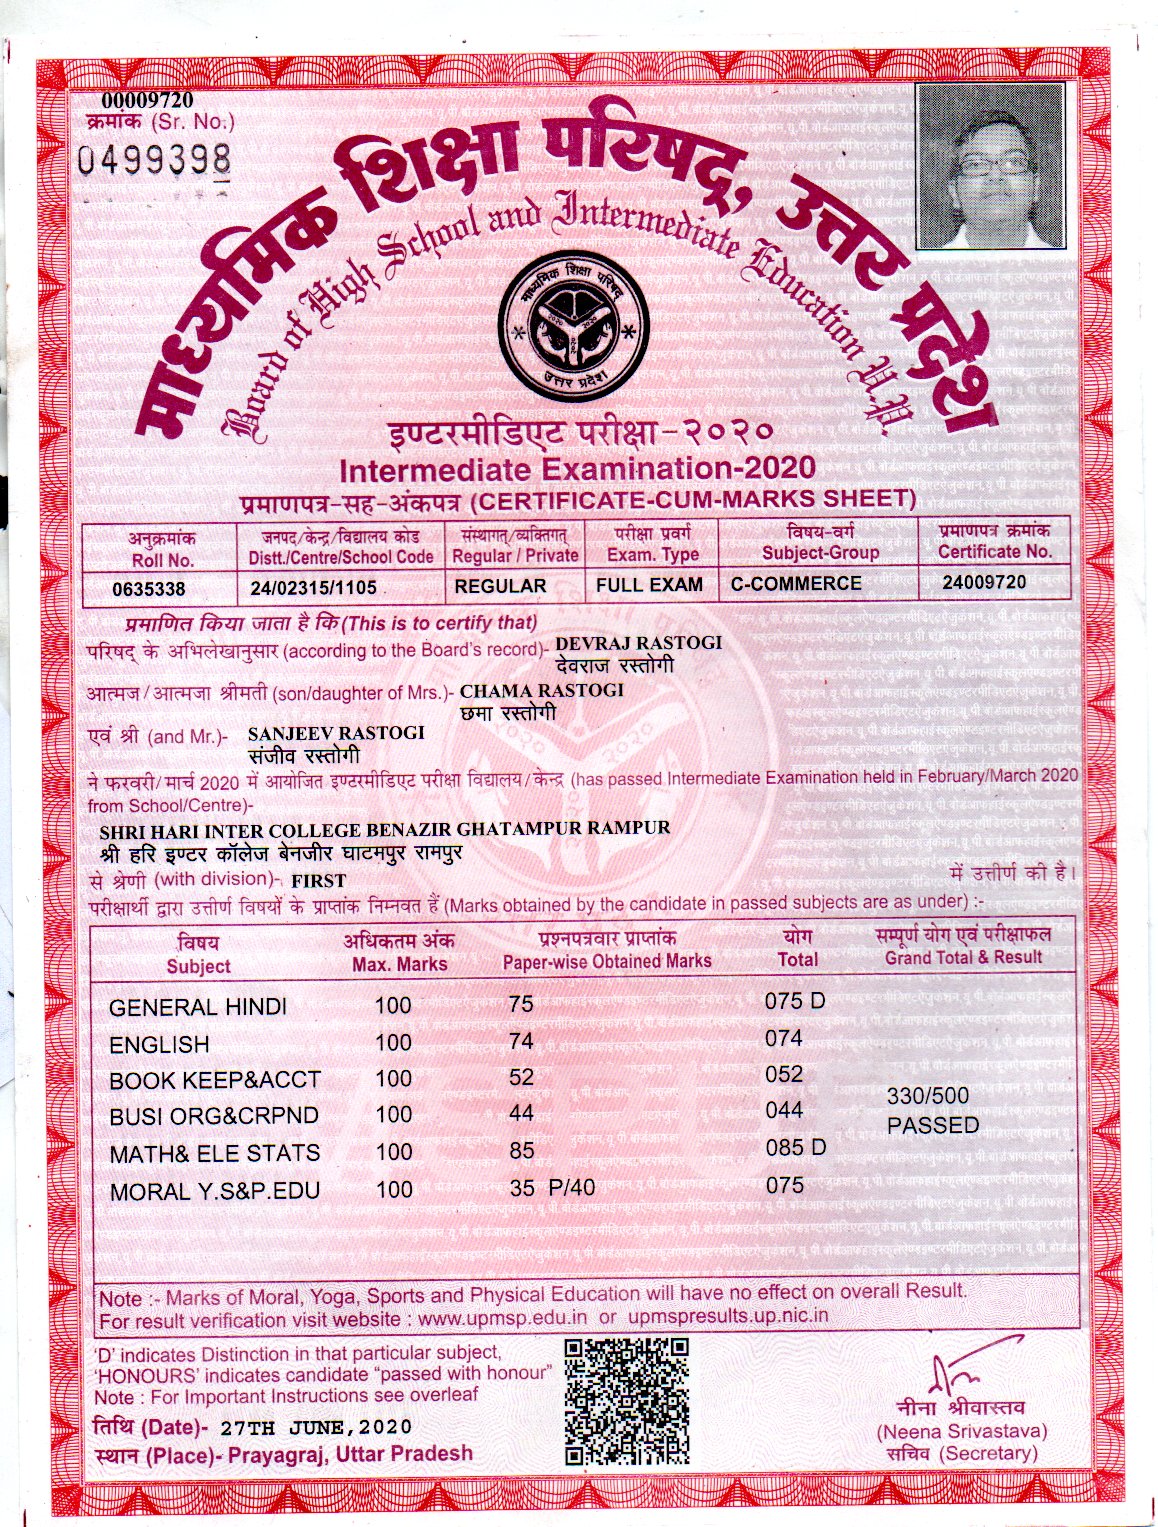 00009720
क्रमांक (Sr. No.)
0499398
माध्यमिक शिक्षा परिषद्, उत्तर प्रदेश
Board of High School and Intermediate Education U.P.
माध्यमिक शिक्षा परिषद्
उत्तर प्रदेश
इण्टरमीडिएट परीक्षा-२०२०
Intermediate Examination-2020
प्रमाणपत्र-सह-अंकपत्र (CERTIFICATE-CUM-MARKS SHEET)
अनुक्रमांक जनपद/केन्द्र/विद्यालय कोड संस्थागत्/व्यक्तिगत् परीक्षा प्रवर्ग विषय-वर्ग प्रमाणपत्र क्रमांक
Roll No. Distt./Centre/School Code Regular / Private Exam. Type Subject-Group Certificate No.
0635338 24/02315/1105 REGULAR FULL EXAM C-COMMERCE 24009720
प्रमाणित किया जाता है कि (This is to certify that)
परिषद् के अभिलेखानुसार (according to the Board's record)- DEVRAJ RASTOGI
देवराज रस्तोगी
आत्मज/आत्मजा श्रीमती (son/daughter of Mrs.)- CHAMA RASTOGI
छमा रस्तोगी
एवं श्री (and Mr.)- SANJEEV RASTOGI
संजीव रस्तोगी
ने फरवरी/मार्च 2020 में आयोजित इण्टरमीडिएट परीक्षा विद्यालय/केन्द्र (has passed Intermediate Examination held in February/March 2020
from School/Centre)-
SHRI HARI INTER COLLEGE BENAZIR GHATAMPUR RAMPUR
श्री हरि इण्टर कॉलेज बेनजीर घाटमपुर रामपुर
से श्रेणी (with division)- FIRST में उत्तीर्ण की है।
परीक्षार्थी द्वारा उत्तीर्ण विषयों के प्राप्तांक निम्नवत हैं (Marks obtained by the candidate in passed subjects are as under) :-
विषय अधिकतम अंक प्रश्नपत्रवार प्राप्तांक योग सम्पूर्ण योग एवं परीक्षाफल
Subject Max. Marks Paper-wise Obtained Marks Total Grand Total & Result
GENERAL HINDI 100 75 075 D
ENGLISH 100 74 074
BOOK KEEP&ACCT 100 52 052
330/500
BUSI ORG&CRPND 100 44 044
PASSED
MATH& ELE STATS 100 85 085 D
MORAL Y.S&P.EDU 100 35 P/40 075
Note :- Marks of Moral, Yoga, Sports and Physical Education will have no effect on overall Result.
For result verification visit website : www.upmsp.edu.in or upmspresults.up.nic.in
'D' indicates Distinction in that particular subject,
'HONOURS' indicates candidate "passed with honour"
Note : For Important Instructions see overleaf
तिथि (Date)- 27TH JUNE,2020
स्थान (Place)- Prayagraj, Uttar Pradesh
नीना श्रीवास्तव
(Neena Srivastava)
सचिव (Secretary)